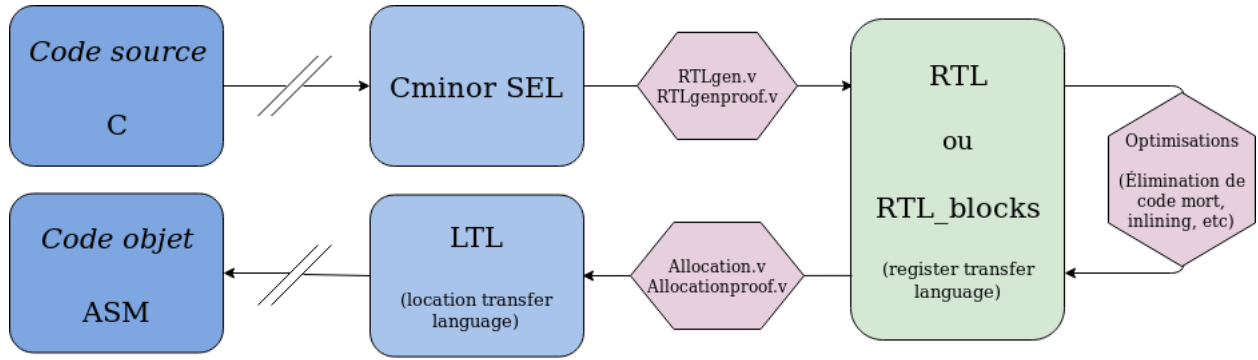 Code source
C
Cminor SEL
RTLgen.v
RTLgenproof.v
RTL
ou
RTL_blocks
(register transfer
language)
Optimisations
(Élimination de
code mort,
inlining, etc)
Code objet
ASM
LTL
(location transfer
language)
Allocation.v
Allocationproof.v